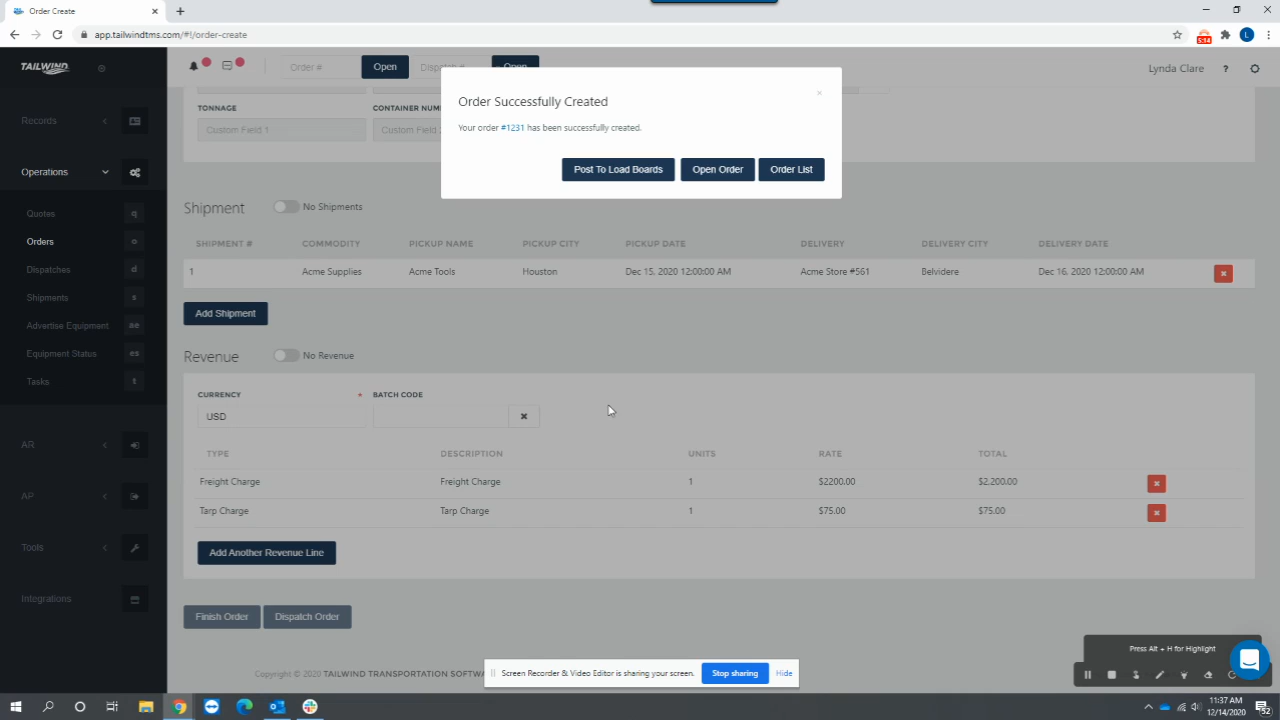 Order Create
app.tailwindtms.com/#!/order-create
5:14
L
TAILWIND
Order #
Open
Open
Lynda Clare
?
Order Successfully Created
Your order #1231 has been successfully created.
Post To Load Boards
Open Order
Order List
TONNAGE
CONTAINER NUM
Custom Field 1
Custom Field
Records
Operations
Quotes q
Orders o
Dispatches d
Shipments s
Advertise Equipment ae
Equipment Status es
Tasks t
AR
AP
Tools
Integrations
Shipment
No Shipments
SHIPMENT # COMMODITY PICKUP NAME PICKUP CITY PICKUP DATE DELIVERY DELIVERY CITY DELIVERY DATE
1 Acme Supplies Acme Tools Houston Dec 15, 2020 12:00:00 AM Acme Store #561 Belvidere Dec 16, 2020 12:00:00 AM
Add Shipment
Revenue
No Revenue
CURRENCY * BATCH CODE
USD
TYPE DESCRIPTION UNITS RATE TOTAL
Freight Charge Freight Charge 1 $2200.00 $2,200.00
Tarp Charge Tarp Charge 1 $75.00 $75.00
Add Another Revenue Line
Finish Order
Dispatch Order
Copyright © 2020 TAILWIND TRANSPORTATION SOFTWA
Screen Recorder & Video Editor is sharing your screen.
Stop sharing
Hide
Press Alt + H for Highlight
11:37 AM
12/14/2020
52